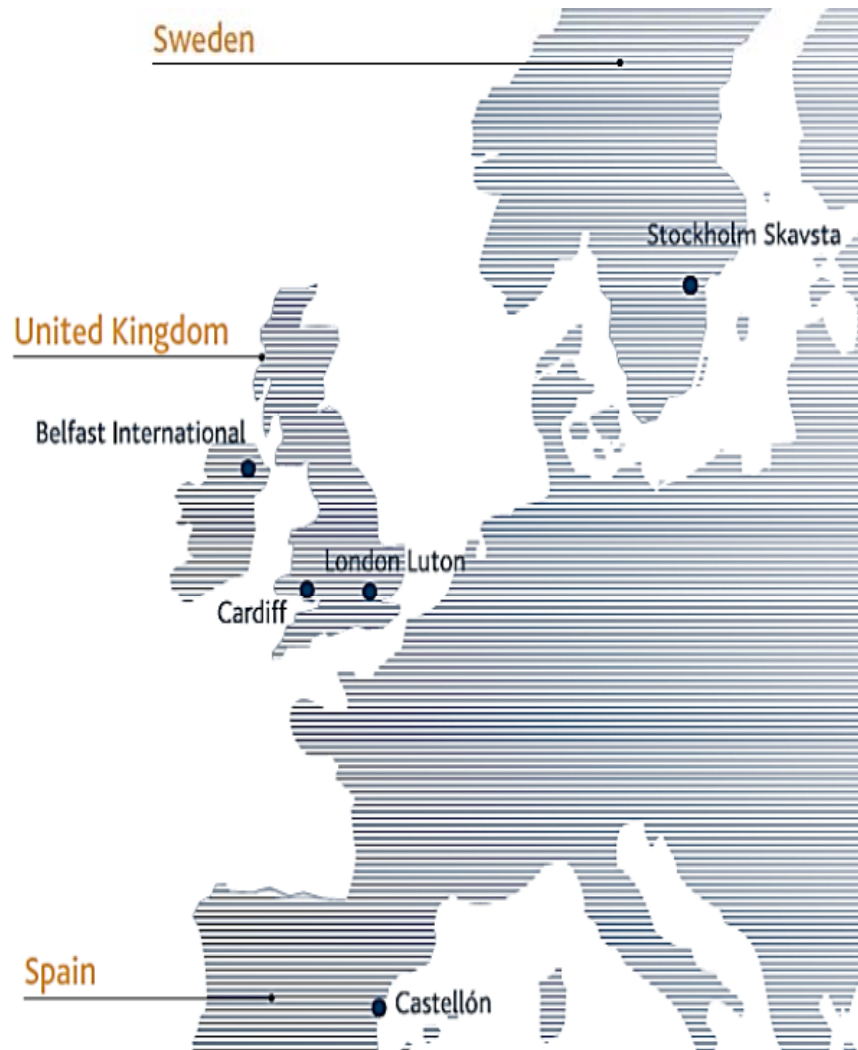 Sweden
Stockholm Skavsta
United Kingdom
Belfast International
London Luton
Cardiff
Spain
Castellón